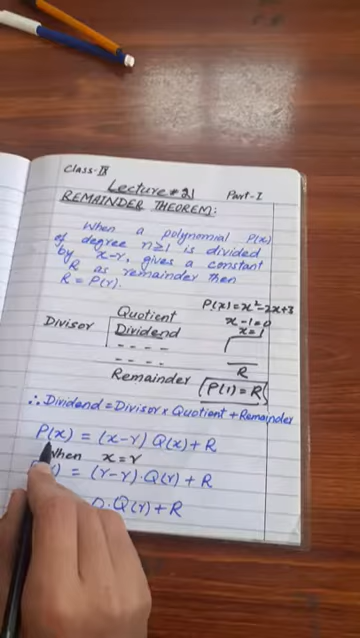 Class-IX
Lecture # 21 Part-I
REMAINDER THEOREM:
When a polynomial P(x)
of degree n≥1 is divided
by x-r, gives a constant
R as remainder then
R = P(r).
P(x)=x²-2x+3
x-1=0
x=1
Quotient
Divisor Dividend
R
Remainder P(1)=R
∴ Dividend = Divisor x Quotient + Remainder
P(x) = (x-r) Q(x) + R
When x=r
= (r-r)·Q(r) + R
0·Q(r) + R